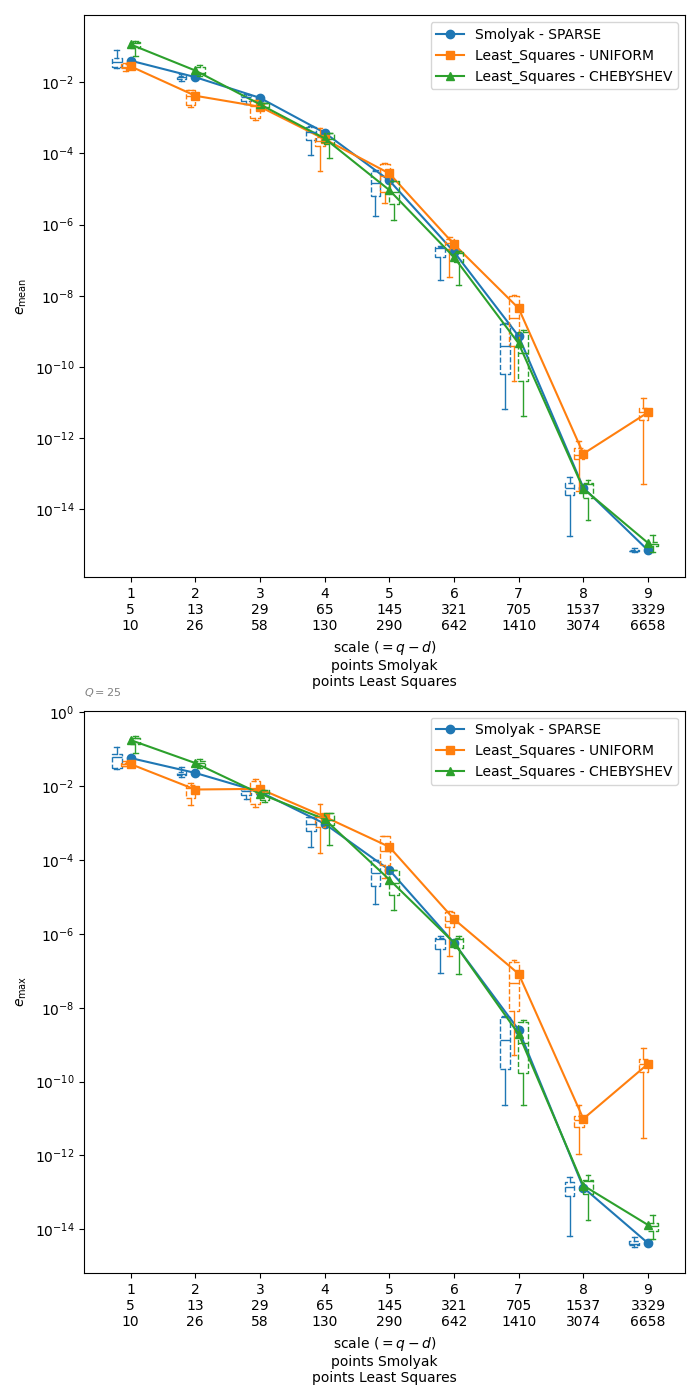 Smolyak - SPARSE
Least_Squares - UNIFORM
Least_Squares - CHEBYSHEV
10⁻²
10⁻⁴
10⁻⁶
10⁻⁸
10⁻¹⁰
10⁻¹²
10⁻¹⁴
e_mean
1 2 3 4 5 6 7 8 9
5 13 29 65 145 321 705 1537 3329
10 26 58 130 290 642 1410 3074 6658
scale (= q − d)
points Smolyak
points Least Squares
Q = 25
Smolyak - SPARSE
Least_Squares - UNIFORM
Least_Squares - CHEBYSHEV
10⁰
10⁻²
10⁻⁴
10⁻⁶
10⁻⁸
10⁻¹⁰
10⁻¹²
10⁻¹⁴
e_max
1 2 3 4 5 6 7 8 9
5 13 29 65 145 321 705 1537 3329
10 26 58 130 290 642 1410 3074 6658
scale (= q − d)
points Smolyak
points Least Squares